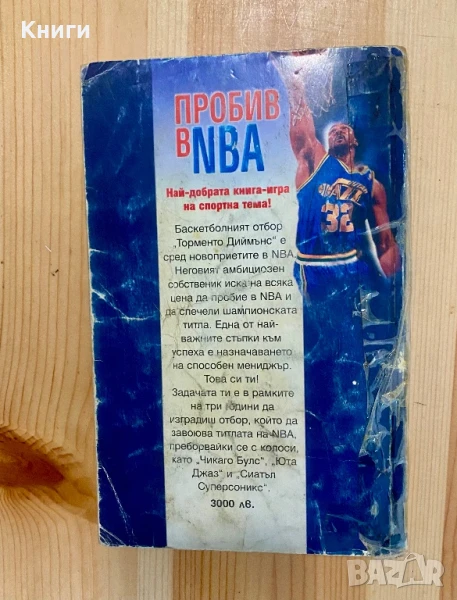 Книги
ПРОБИВ
В NBA
Най-добрата книга-игра
на спортна тема!
JAZZ
32
Баскетболният отбор
„Торменто Диймънс" е
сред новоприетите в NBA.
Неговият амбициозен
собственик иска на всяка
цена да пробие в NBA и
да спечели шампионската
титла. Една от най-
важните стъпки към
успеха е назначаването
на способен мениджър.
Това си ти!
Задачата ти е в рамките
на три години да
изградиш отбор, който да
завоюва титлата на NBA,
преборвайки се с колоси,
като „Чикаго Булс", „Юта
Джаз" и „Сиатъл
Суперсоникс".
3000 лв.
BAZAR